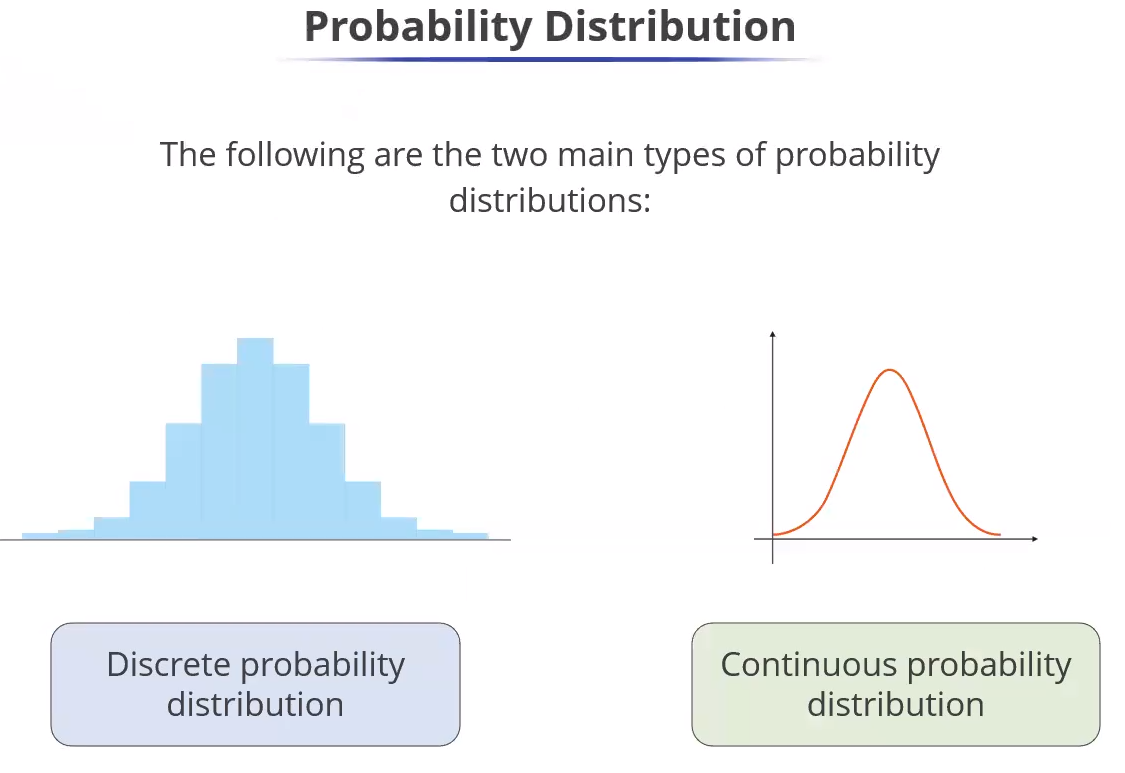 Probability Distribution
The following are the two main types of probability
distributions:
Discrete probability
distribution
Continuous probability
distribution